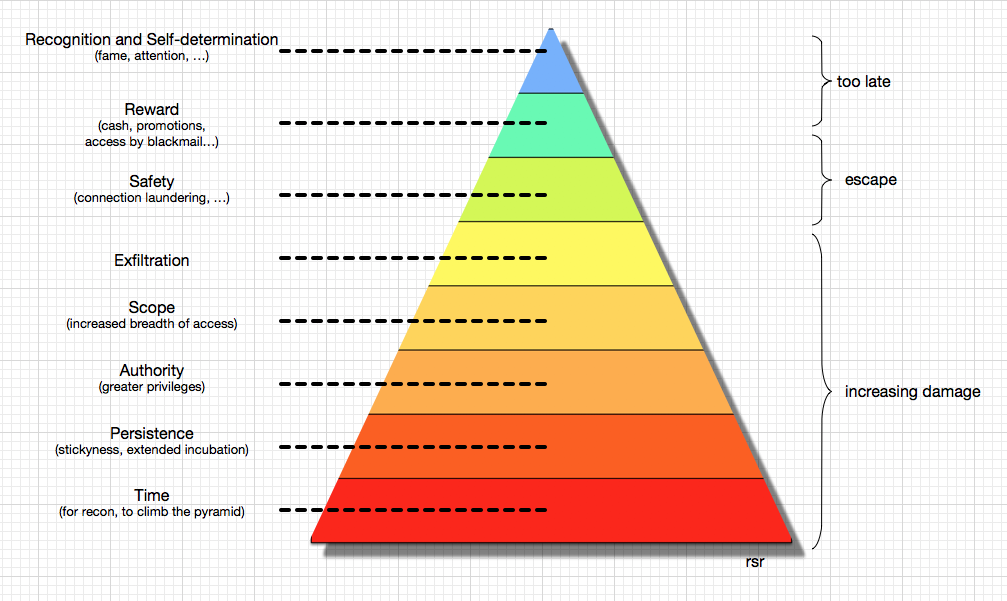 Recognition and Self-determination
(fame, attention, …)
too late
Reward
(cash, promotions,
access by blackmail…)
escape
Safety
(connection laundering, …)
Exfiltration
Scope
(increased breadth of access)
Authority
(greater privileges)
increasing damage
Persistence
(stickyness, extended incubation)
Time
(for recon, to climb the pyramid)
rsr